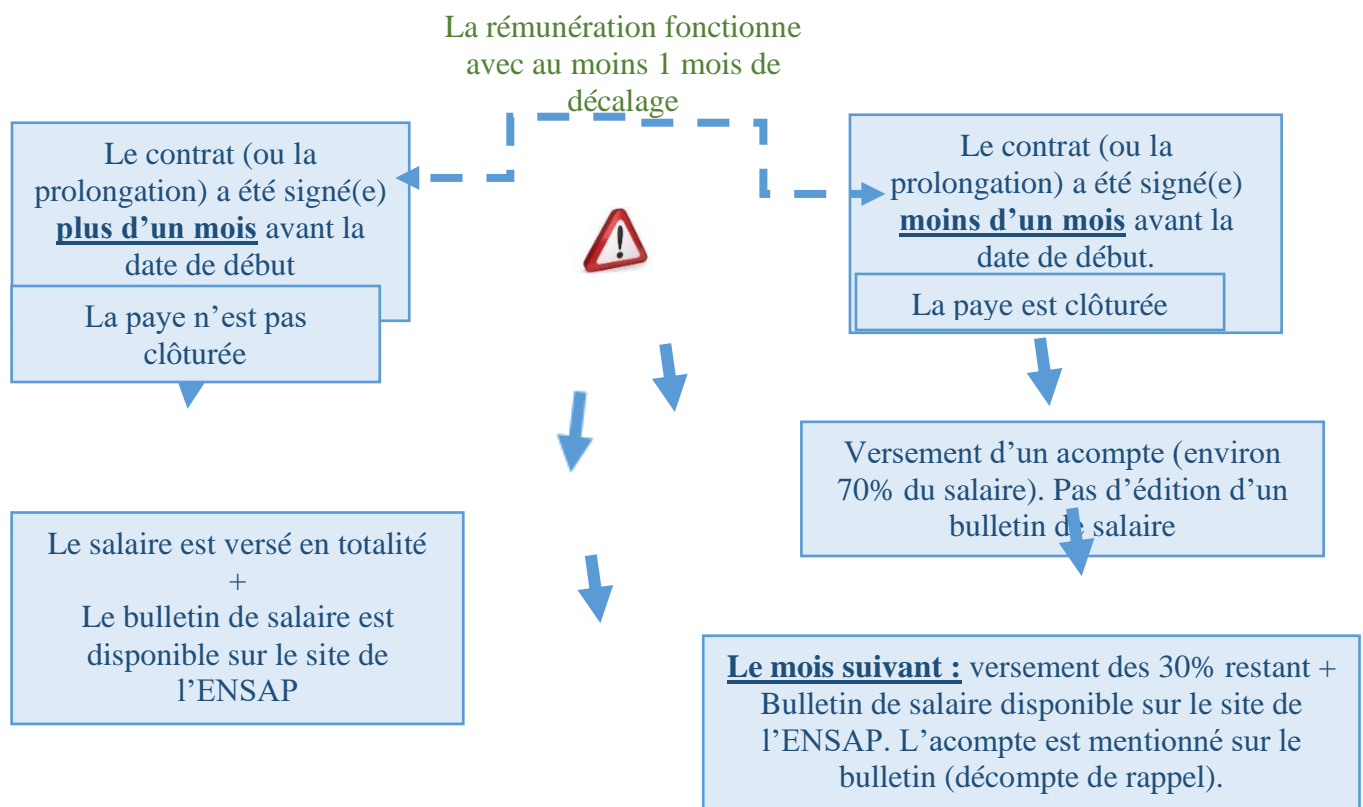 La rémunération fonctionne
avec au moins 1 mois de
décalage
Le contrat (ou la
prolongation) a été signé(e)
plus d’un mois avant la
date de début
La paye n’est pas
clôturée
Le salaire est versé en totalité
+
Le bulletin de salaire est
disponible sur le site de
l’ENSAP
Le contrat (ou la
prolongation) a été signé(e)
moins d’un mois avant la
date de début.
La paye est clôturée
Versement d’un acompte (environ
70% du salaire). Pas d’édition d’un
bulletin de salaire
Le mois suivant : versement des 30% restant +
Bulletin de salaire disponible sur le site de
l’ENSAP. L’acompte est mentionné sur le
bulletin (décompte de rappel).